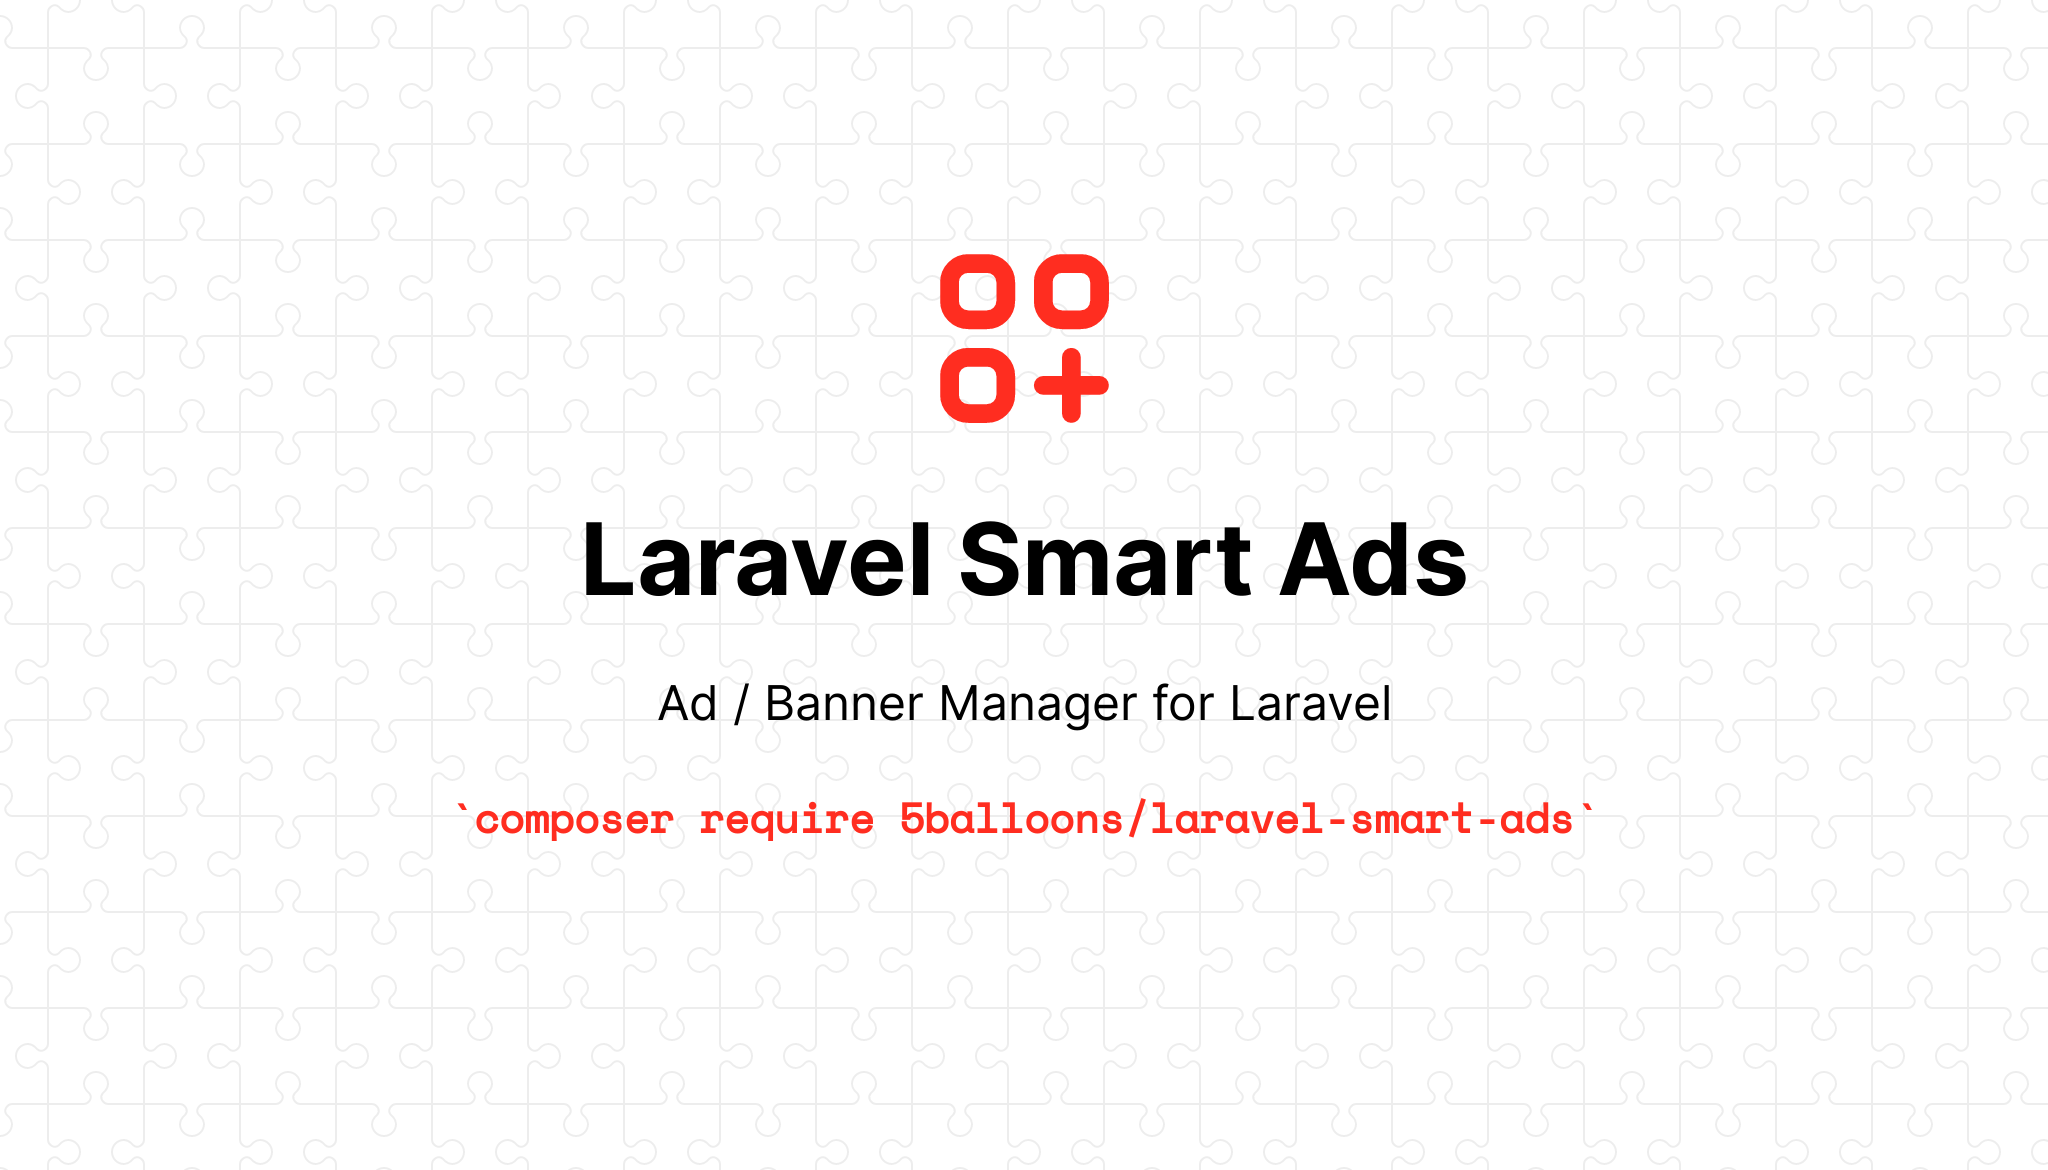 Laravel Smart Ads
Ad / Banner Manager for Laravel
`composer require 5balloons/laravel-smart-ads`